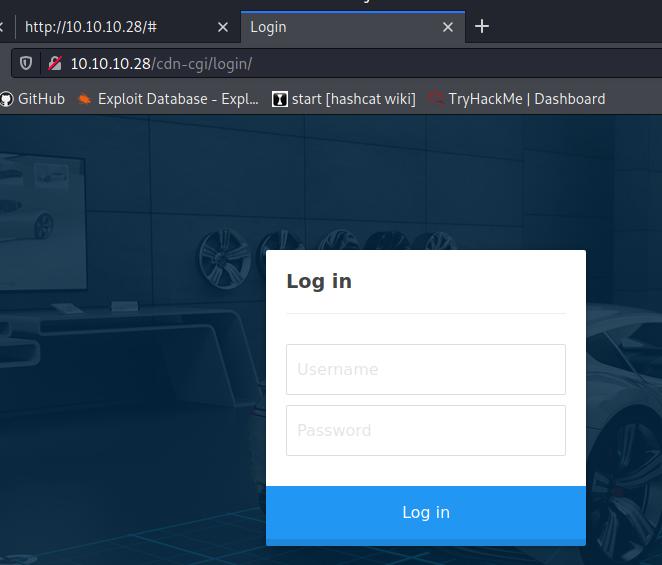 http://10.10.10.28/#
Login
10.10.10.28/cdn-cgi/login/
GitHub
Exploit Database - Expl...
start [hashcat wiki]
TryHackMe | Dashboard
Log in
Username
Password
Log in